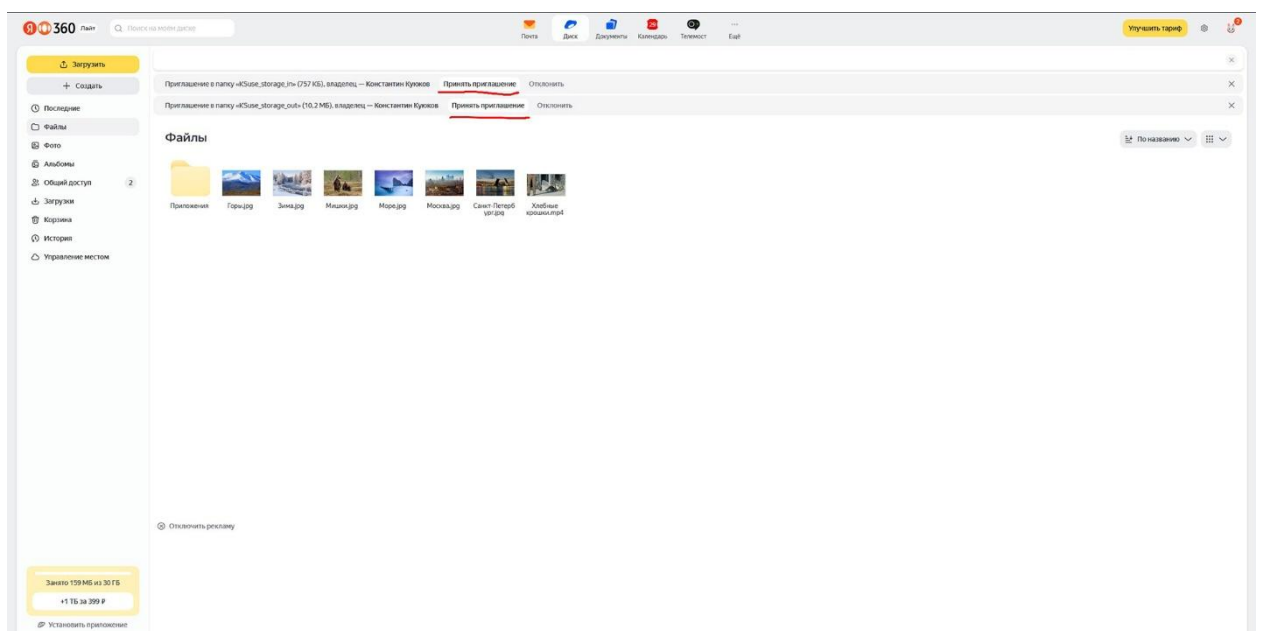 Я 360 Лайт
Поиск на моём диске
Почта
Диск
Документы
Календарь
Телемост
Ещё
Улучшить тариф
Загрузить
Создать
Последние
Файлы
Фото
Альбомы
Общий доступ 2
Загрузки
Корзина
История
Управление местом
Приглашение в папку «KSuse_storage_in» (757 КБ), владелец — Константин Куюков Принять приглашение Отклонить
Приглашение в папку «KSuse_storage_out» (10,2 МБ), владелец — Константин Куюков Принять приглашение Отклонить
Файлы
По названию
Приложения
Горы.jpg
Зима.jpg
Мишки.jpg
Море.jpg
Москва.jpg
Санкт-Петерб
ург.jpg
Хлебные
крошки.mp4
Отключить рекламу
Занято 159 МБ из 30 ГБ
+1 ТБ за 399 ₽
Установить приложение